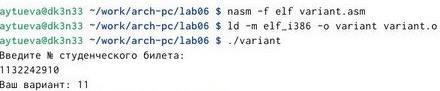 aytueva@dk3n33 ~/work/arch-pc/lab06 $ nasm -f elf variant.asm
aytueva@dk3n33 ~/work/arch-pc/lab06 $ ld -m elf_i386 -o variant variant.o
aytueva@dk3n33 ~/work/arch-pc/lab06 $ ./variant
Введите № студенческого билета:
1132242910
Ваш вариант: 11